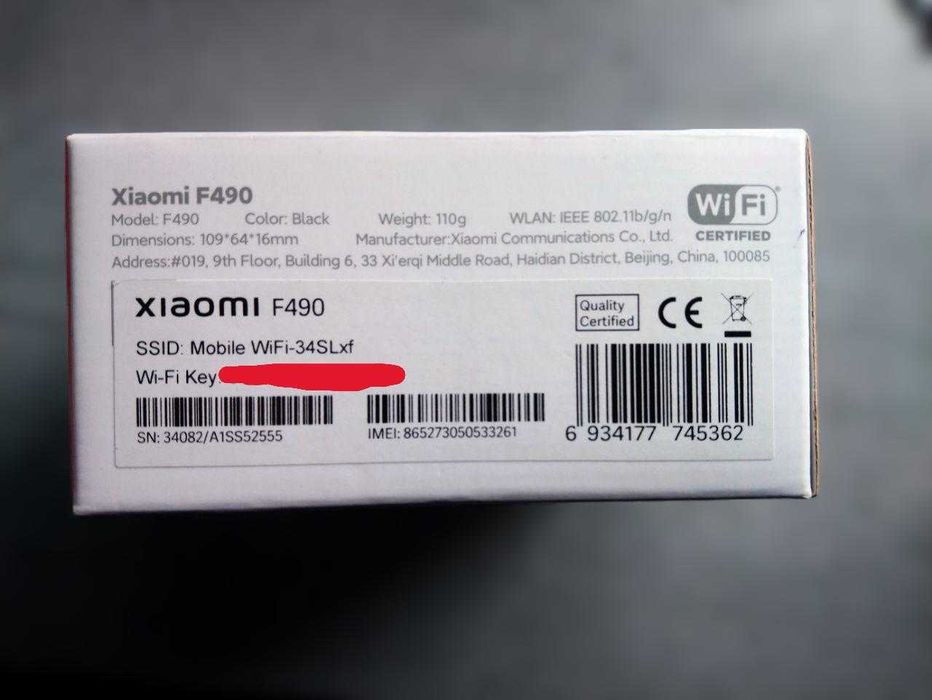 Xiaomi F490
Model: F490 Color: Black Weight: 110g WLAN: IEEE 802.11b/g/n
Dimensions: 109*64*16mm Manufacturer:Xiaomi Communications Co., Ltd.
Address:#019, 9th Floor, Building 6, 33 Xi'erqi Middle Road, Haidian District, Beijing, China, 100085
Wi Fi
CERTIFIED
xiaomi F490
Quality
Certified
CE
SSID: Mobile WiFi-34SLxf
Wi-Fi Key:
SN: 34082/A1SS52555
IMEI: 865273050533261
6 934177 745362